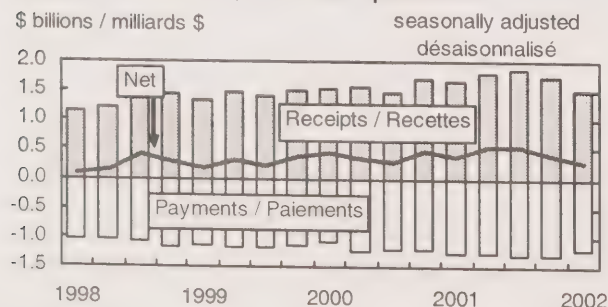 $ billions / milliards $
seasonally adjusted
désaisonnalisé
2.0
1.5
1.0
0.5
0.0
-0.5
-1.0
-1.5
Net
Receipts / Recettes
Payments / Paiements
1998 1999 2000 2001 2002